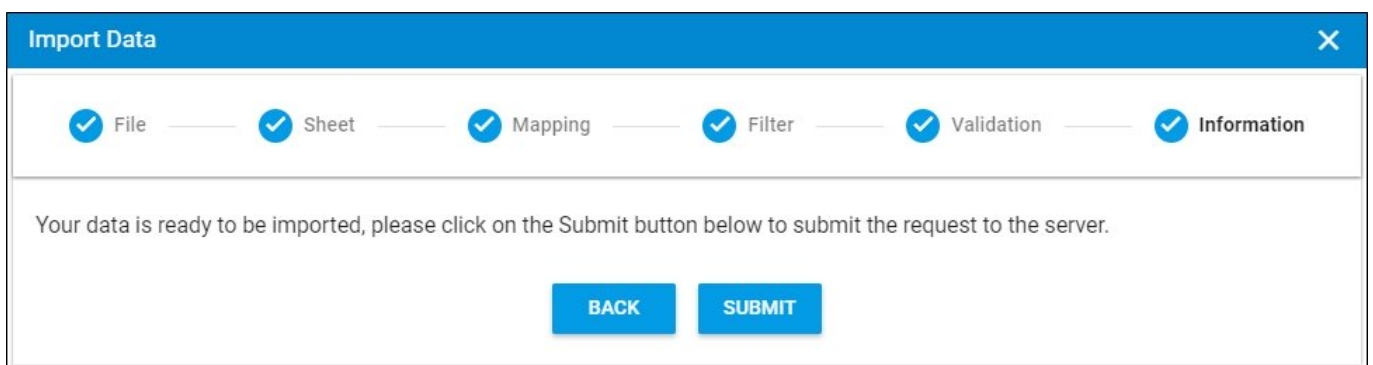 Import Data
File Sheet Mapping Filter Validation Information
Your data is ready to be imported, please click on the Submit button below to submit the request to the server.
BACK SUBMIT